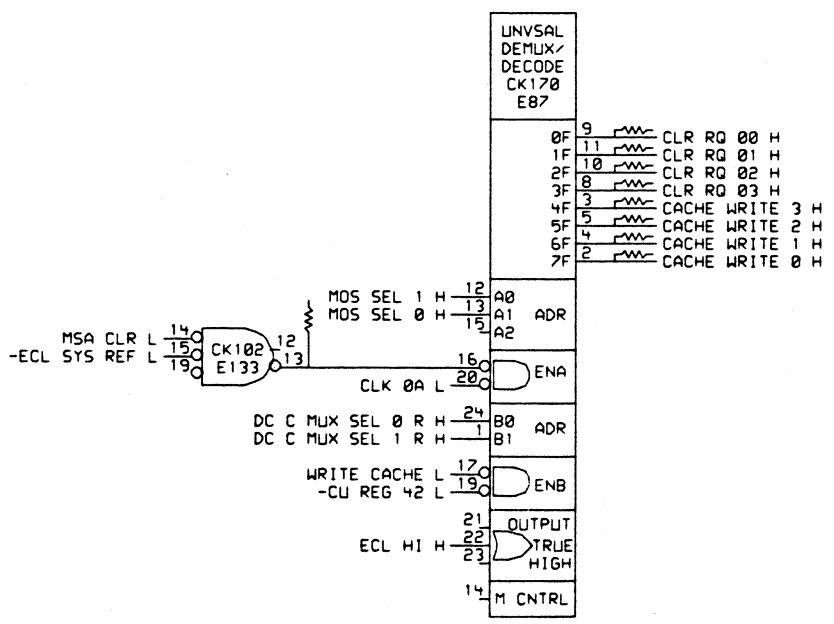 UNVSAL
DEMUX/
DECODE
CK170
E87
0F 9 CLR RQ 00 H
1F 11 CLR RQ 01 H
2F 10 CLR RQ 02 H
3F 8 CLR RQ 03 H
4F 3 CACHE WRITE 3 H
5F 5 CACHE WRITE 2 H
6F 4 CACHE WRITE 1 H
7F 2 CACHE WRITE 0 H
MOS SEL 1 H 12 A0
MOS SEL 0 H 13 A1 ADR
15 A2
MSA CLR L 14
-ECL SYS REF L 15
19
CK102
E133
12
13
16
CLK 0A L 20
ENA
DC C MUX SEL 0 R H 24 B0
DC C MUX SEL 1 R H 1 B1
ADR
WRITE CACHE L 17
-CU REG 42 L 19
ENB
21 OUTPUT
ECL HI H 22 TRUE
23 HIGH
14 M CNTRL